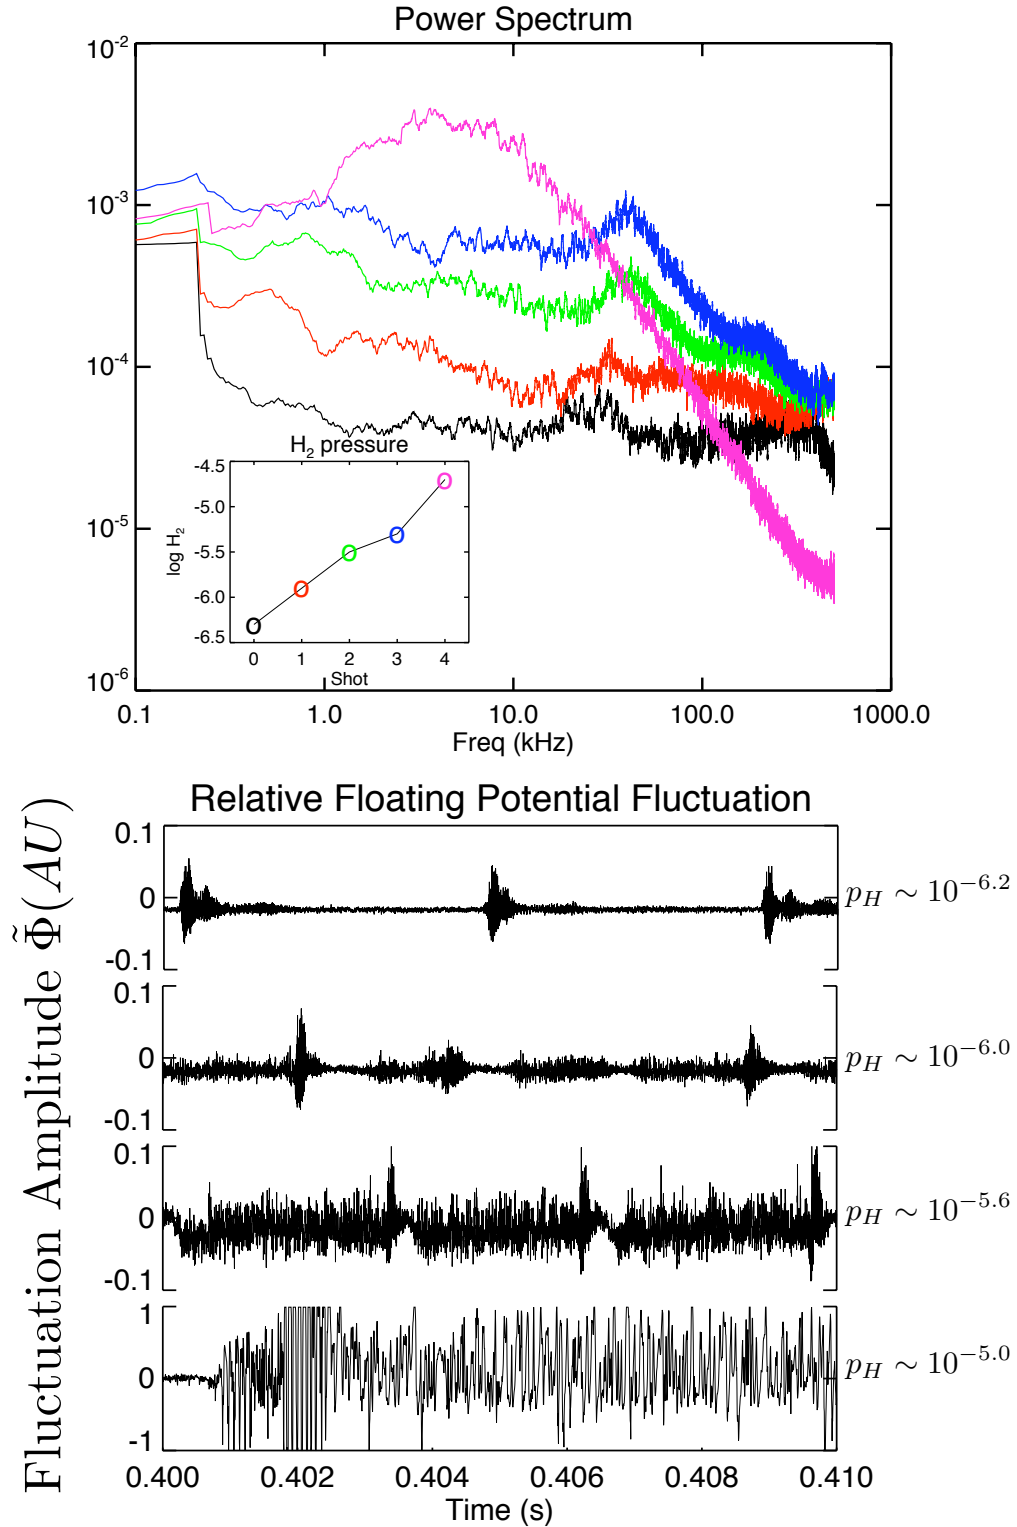 Power Spectrum
10-2
10-3
10-4
10-5
10-6
H2 pressure
-4.5
-5.0
-5.5
-6.0
-6.5
log H2
0 1 2 3 4
Shot
0.1 1.0 10.0 100.0 1000.0
Freq (kHz)
Relative Floating Potential Fluctuation
Fluctuation Amplitude Φ̃(AU)
0.1
0
-0.1
pH ∼ 10−6.2
0.1
0
-0.1
pH ∼ 10−6.0
0.1
0
-0.1
pH ∼ 10−5.6
1
0
-1
pH ∼ 10−5.0
0.400 0.402 0.404 0.406 0.408 0.410
Time (s)